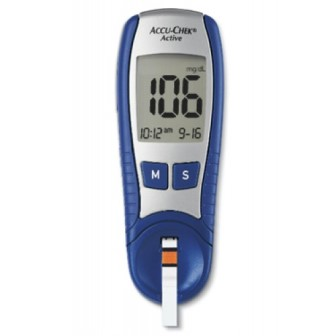 ACCU-CHEK®
Active
mg/dL
106
10:12 am 9-16
M S